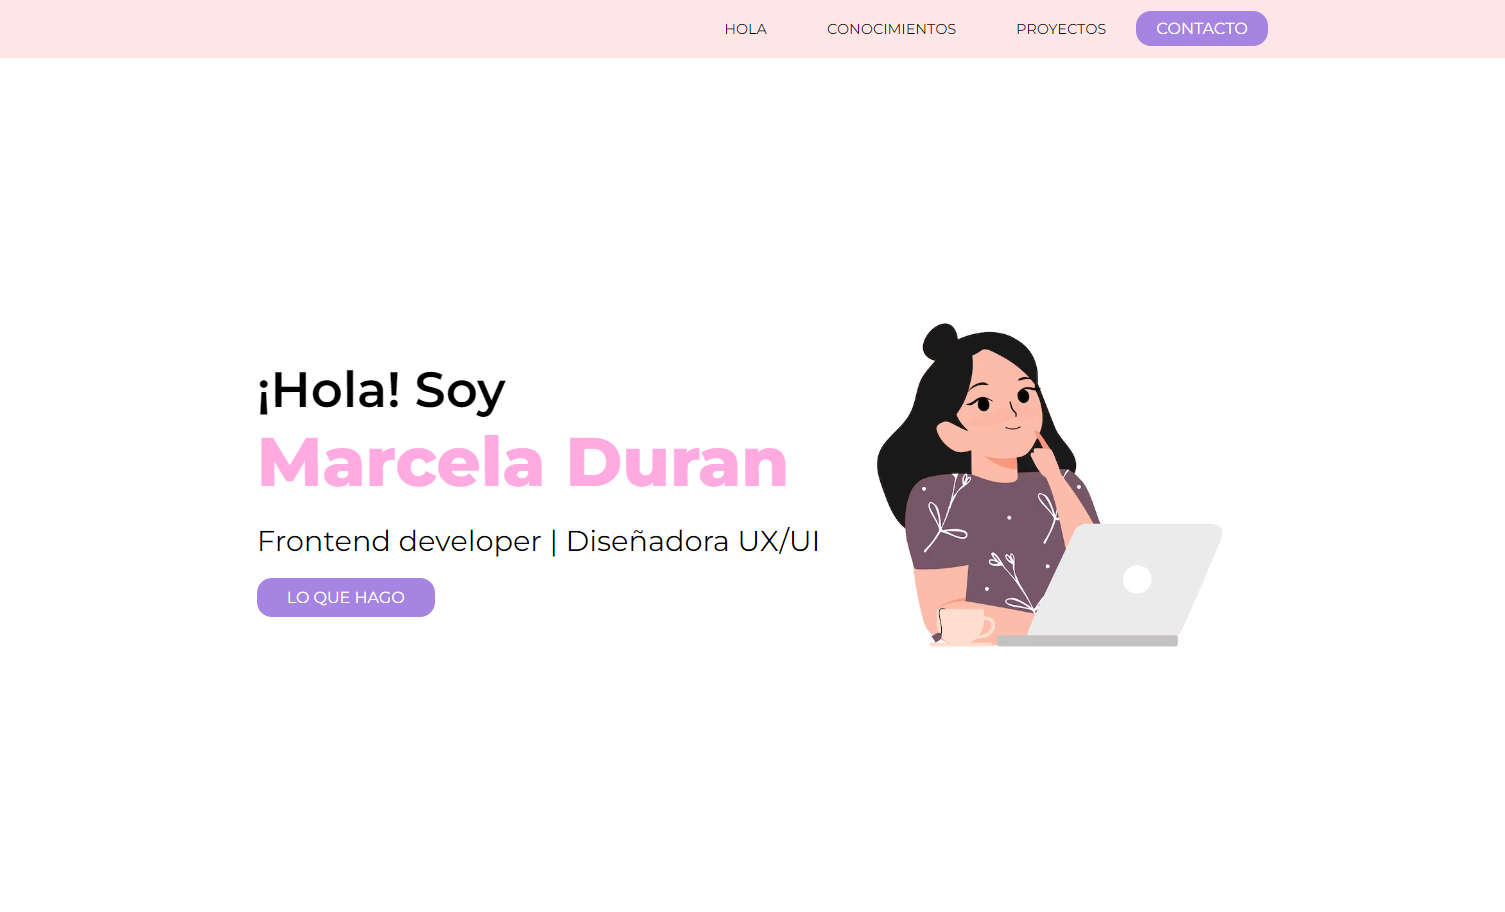 HOLA CONOCIMIENTOS PROYECTOS CONTACTO
¡Hola! Soy
Marcela Duran
Frontend developer | Diseñadora UX/UI
LO QUE HAGO